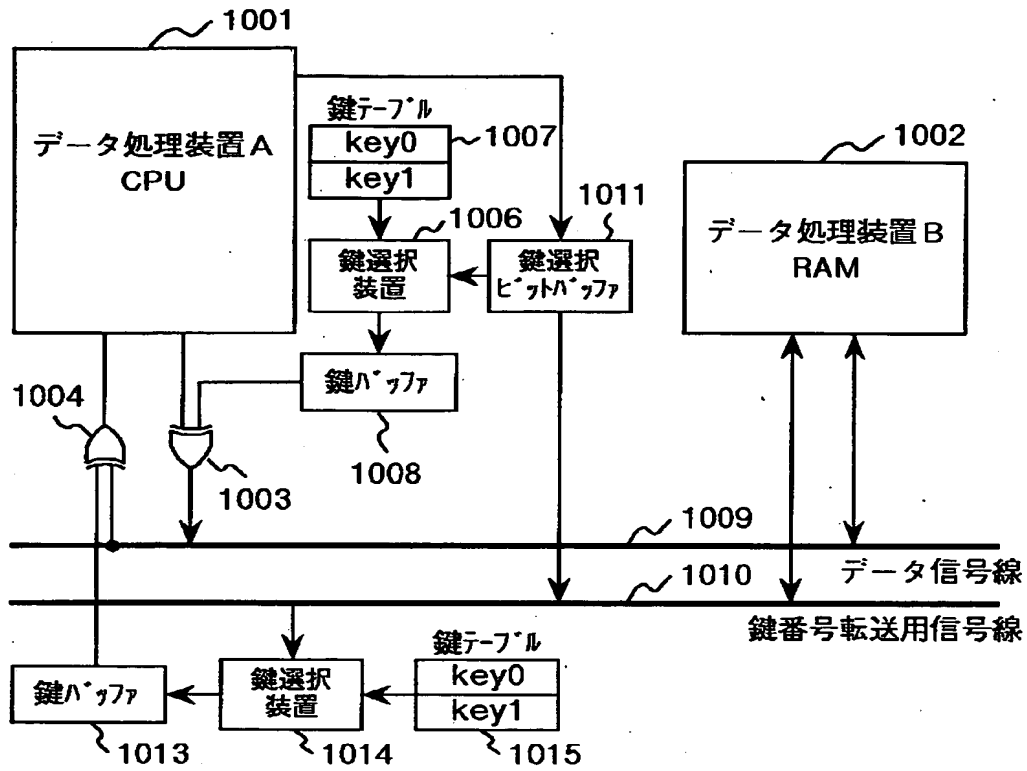 1001
データ処理装置A
CPU
鍵テーブル
key0
key1
1007
1002
データ処理装置B
RAM
1006
鍵選択
装置
1011
鍵選択
ビットバッファ
鍵バッファ
1004
1003
1008
1009
データ信号線
1010
鍵番号転送用信号線
鍵バッファ
1013
鍵選択
装置
1014
鍵テーブル
key0
key1
1015